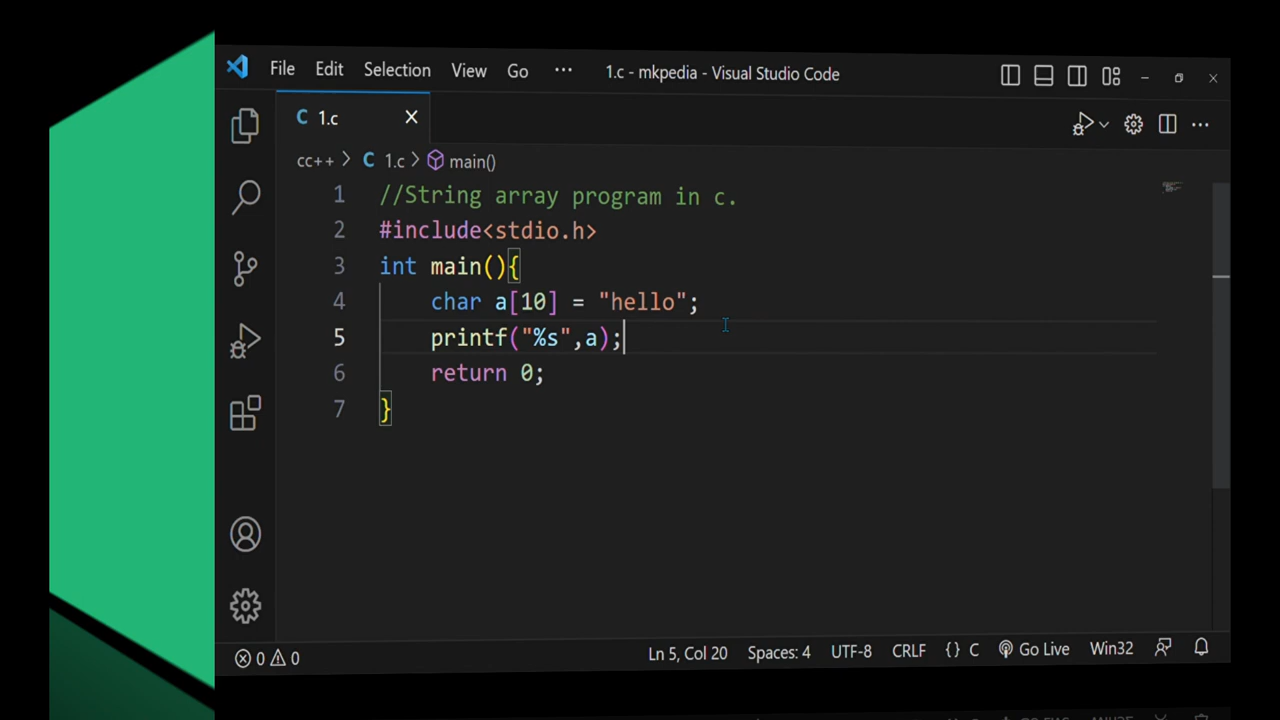 File Edit Selection View Go ··· 1.c - mkpedia - Visual Studio Code
C 1.c
cc++ > C 1.c > main()
1 //String array program in c.
2 #include<stdio.h>
3 int main(){
4 char a[10] = "hello";
5 printf("%s",a);
6 return 0;
7 }
0 0 Ln 5, Col 20 Spaces: 4 UTF-8 CRLF {} C Go Live Win32